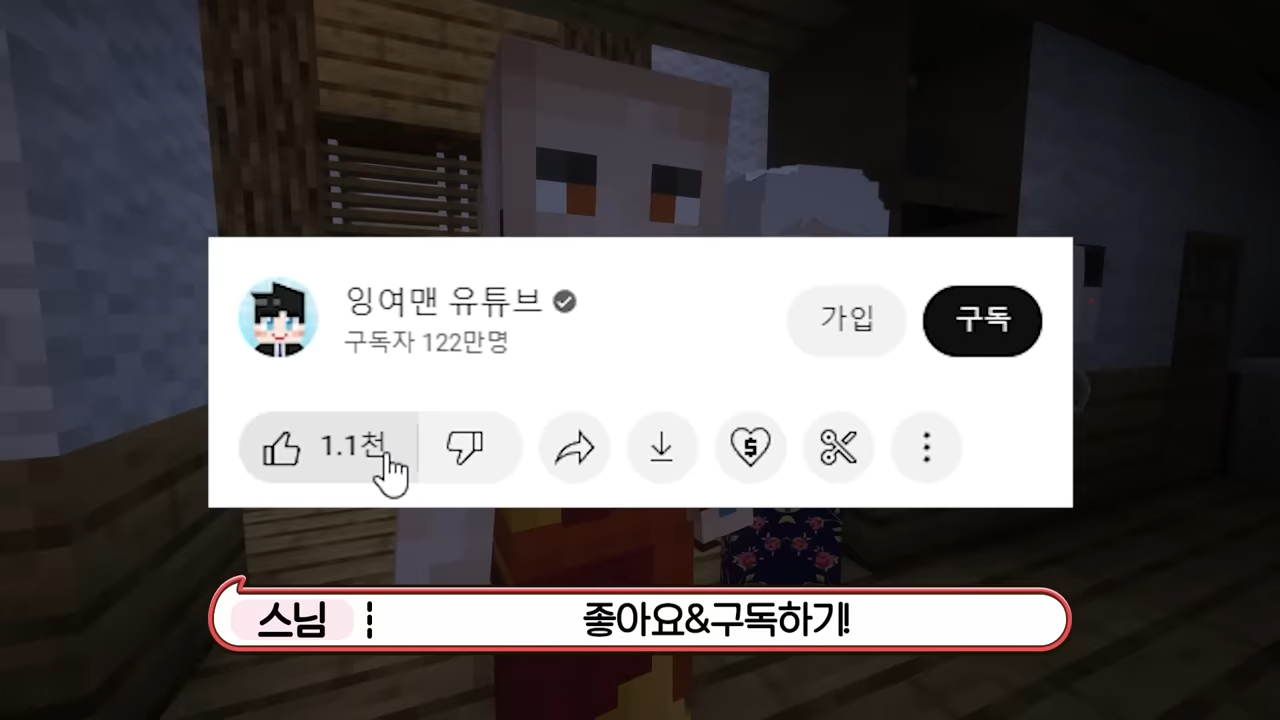 잉여맨 유튜브
구독자 122만명
가입
구독
1.1천
스님
좋아요&구독하기!